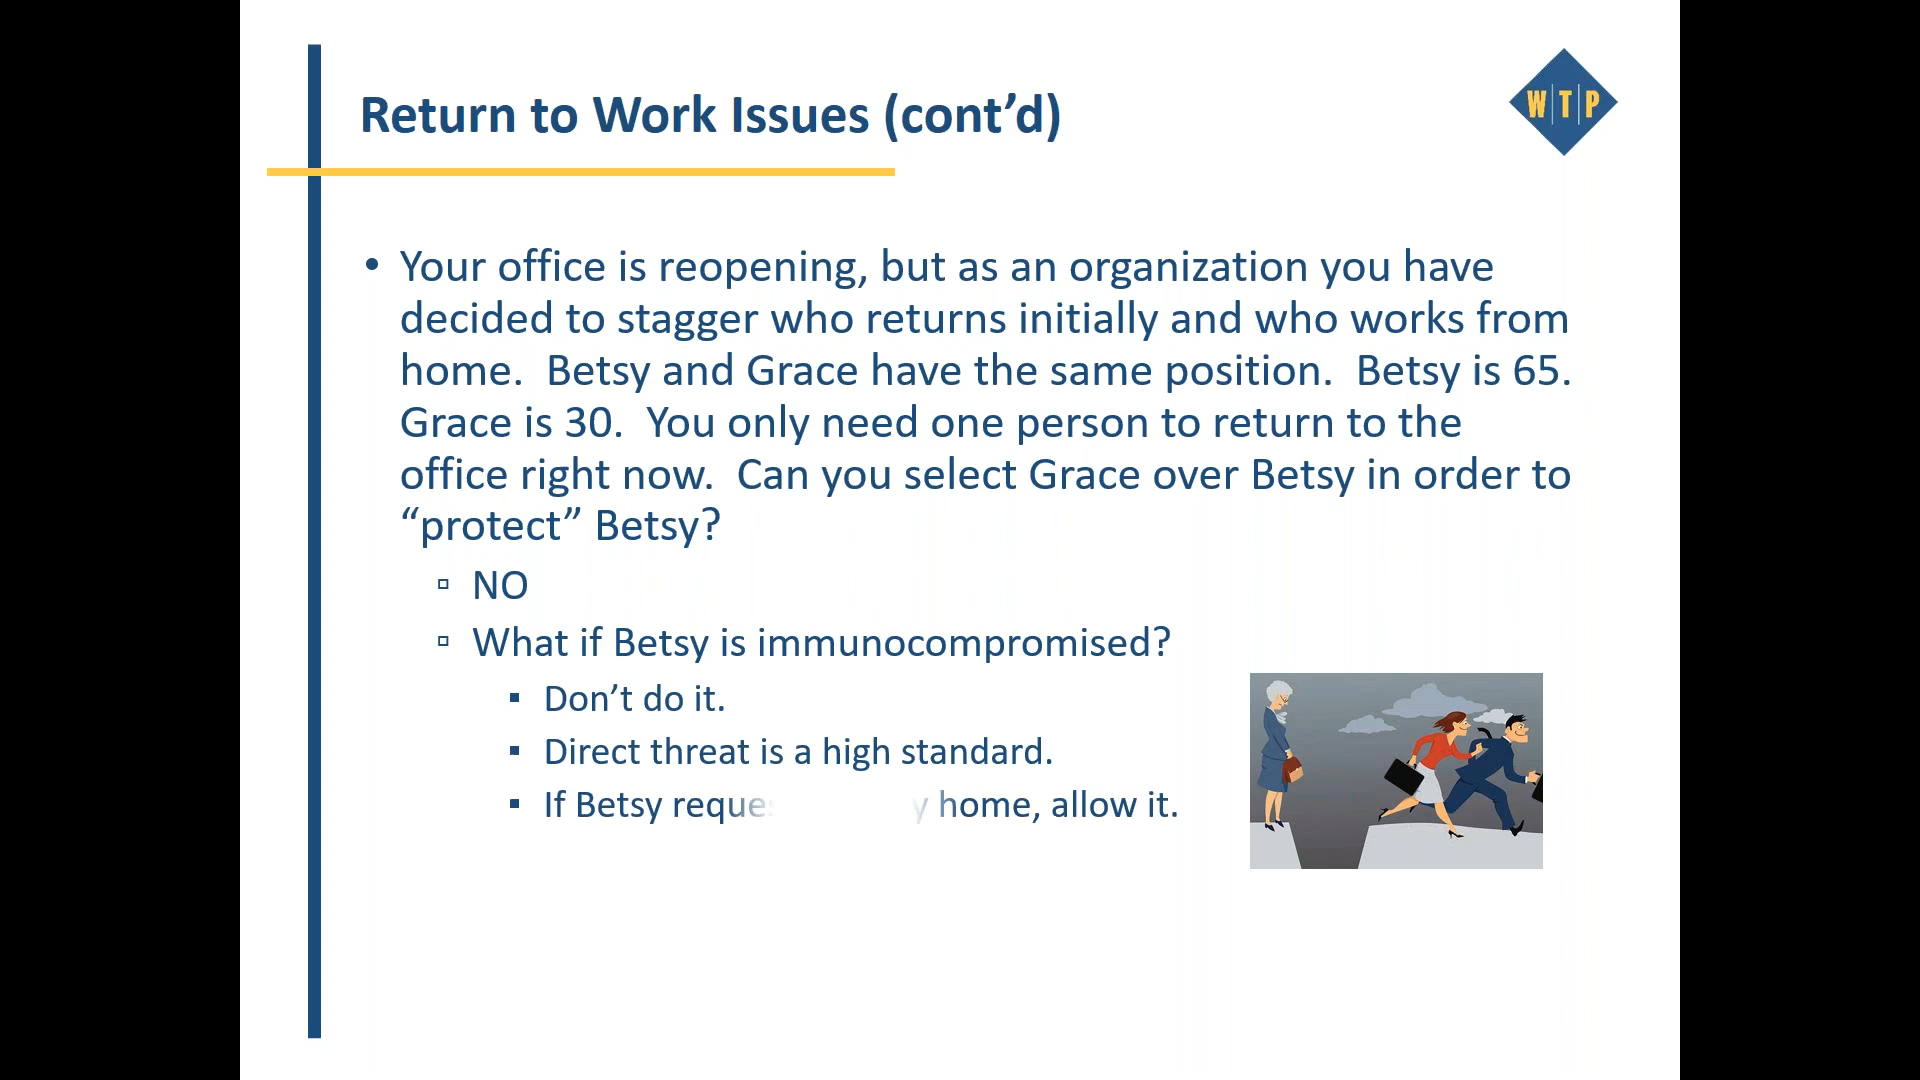 Return to Work Issues (cont’d)
W|T|P
• Your office is reopening, but as an organization you have
decided to stagger who returns initially and who works from
home.  Betsy and Grace have the same position.  Betsy is 65.
Grace is 30.  You only need one person to return to the
office right now.  Can you select Grace over Betsy in order to
“protect” Betsy?
▫ NO
▫ What if Betsy is immunocompromised?
▪ Don’t do it.
▪ Direct threat is a high standard.
▪ If Betsy home, allow it.